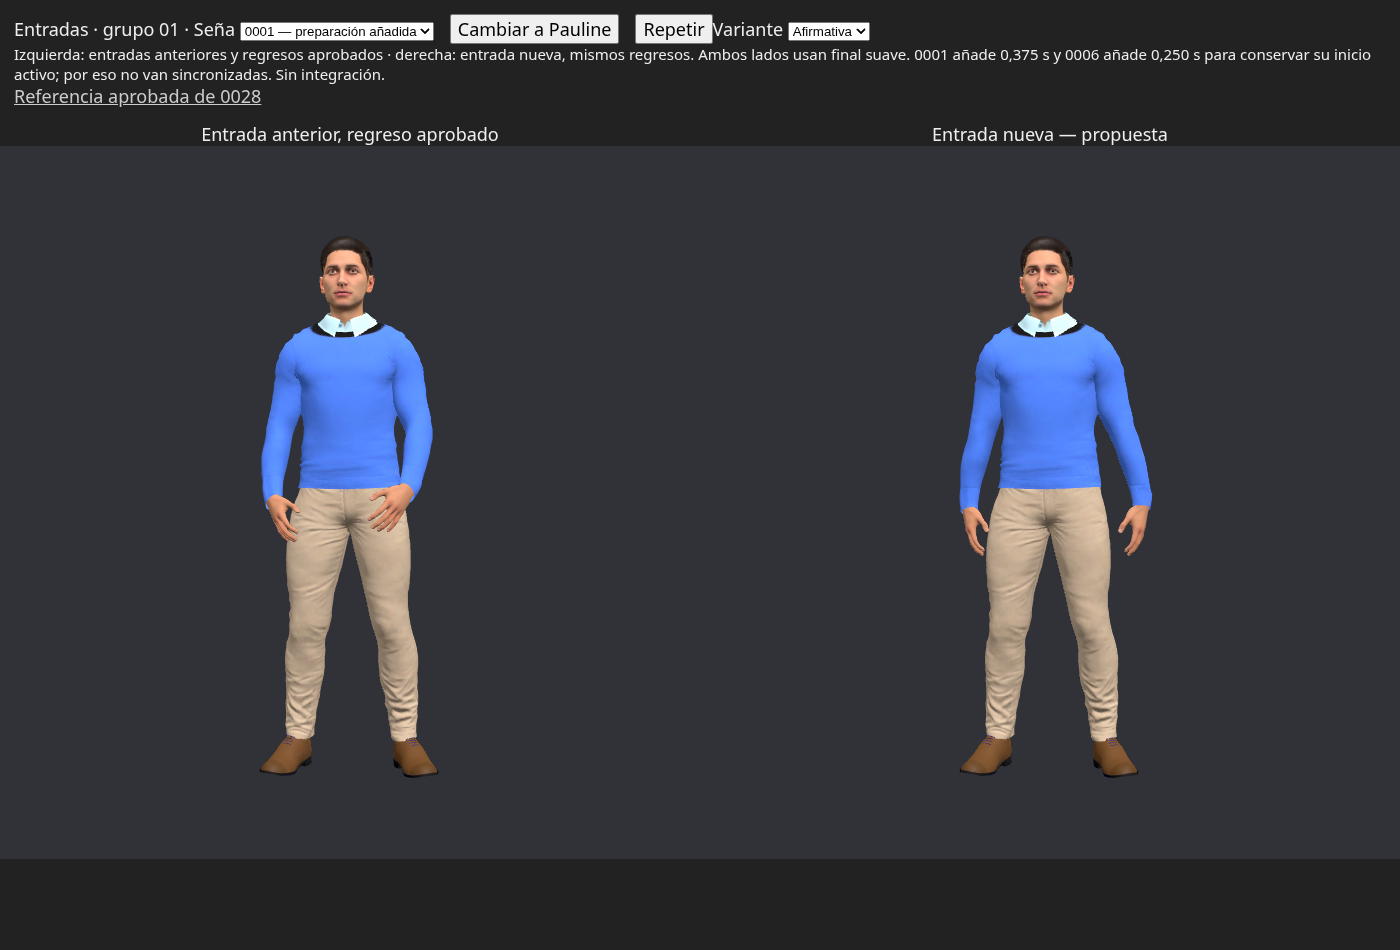 Entradas · grupo 01 · Seña 0001 — preparación añadida Cambiar a Pauline Repetir Variante Afirmativa
Izquierda: entradas anteriores y regresos aprobados · derecha: entrada nueva, mismos regresos. Ambos lados usan final suave. 0001 añade 0,375 s y 0006 añade 0,250 s para conservar su inicio
activo; por eso no van sincronizadas. Sin integración.
Referencia aprobada de 0028
Entrada anterior, regreso aprobado
Entrada nueva — propuesta